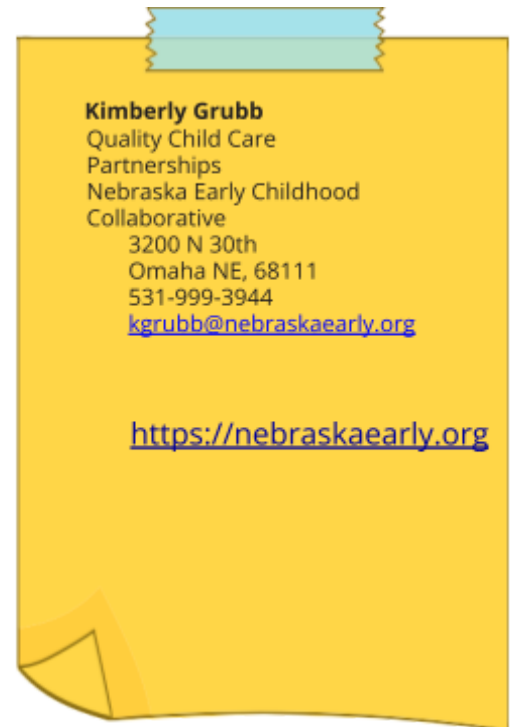 Kimberly Grubb
Quality Child Care
Partnerships
Nebraska Early Childhood
Collaborative
3200 N 30th
Omaha NE, 68111
531-999-3944
kgrubb@nebraskaearly.org
https://nebraskaearly.org